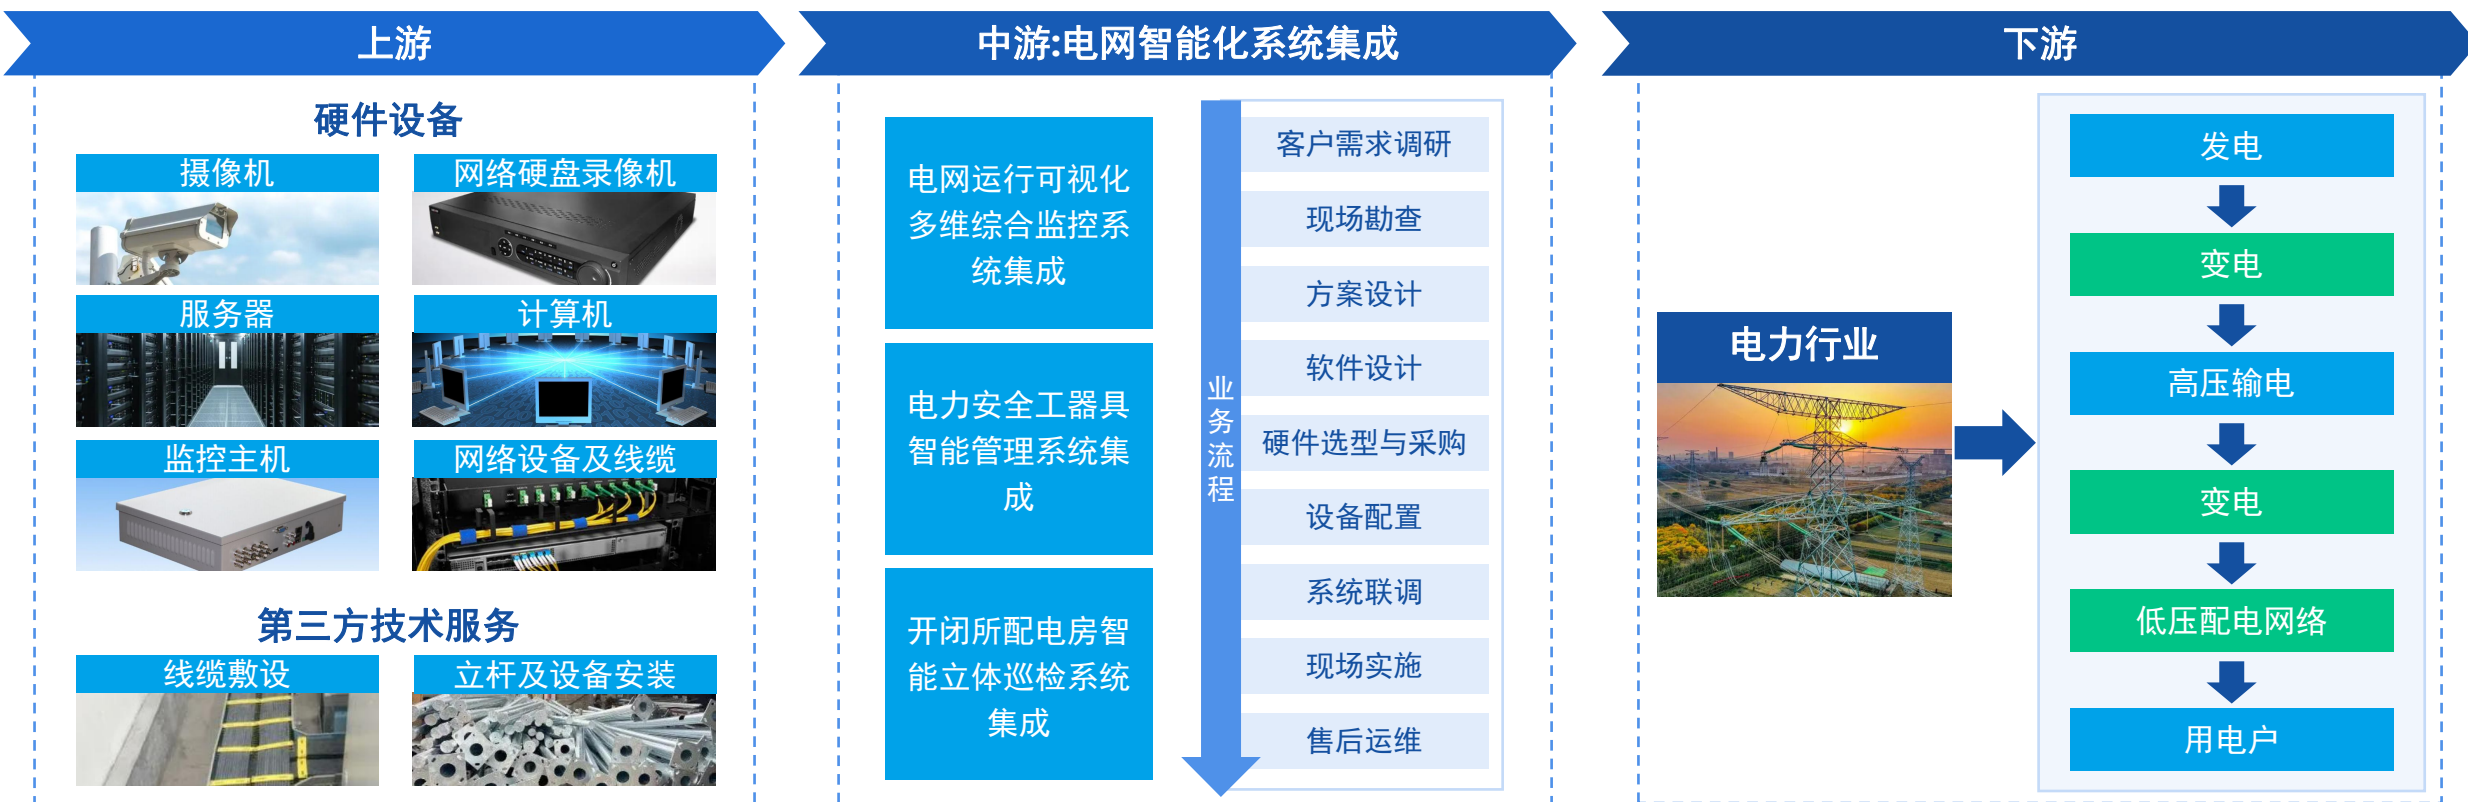 上游
硬件设备
摄像机
网络硬盘录像机
服务器
计算机
监控主机
网络设备及线缆
第三方技术服务
线缆敷设
立杆及设备安装
中游:电网智能化系统集成
电网运行可视化
多维综合监控系
统集成
电力安全工器具
智能管理系统集
成
开闭所配电房智
能立体巡检系统
集成
业务流程
客户需求调研
现场勘查
方案设计
软件设计
硬件选型与采购
设备配置
系统联调
现场实施
售后运维
下游
电力行业
发电
变电
高压输电
变电
低压配电网络
用电户